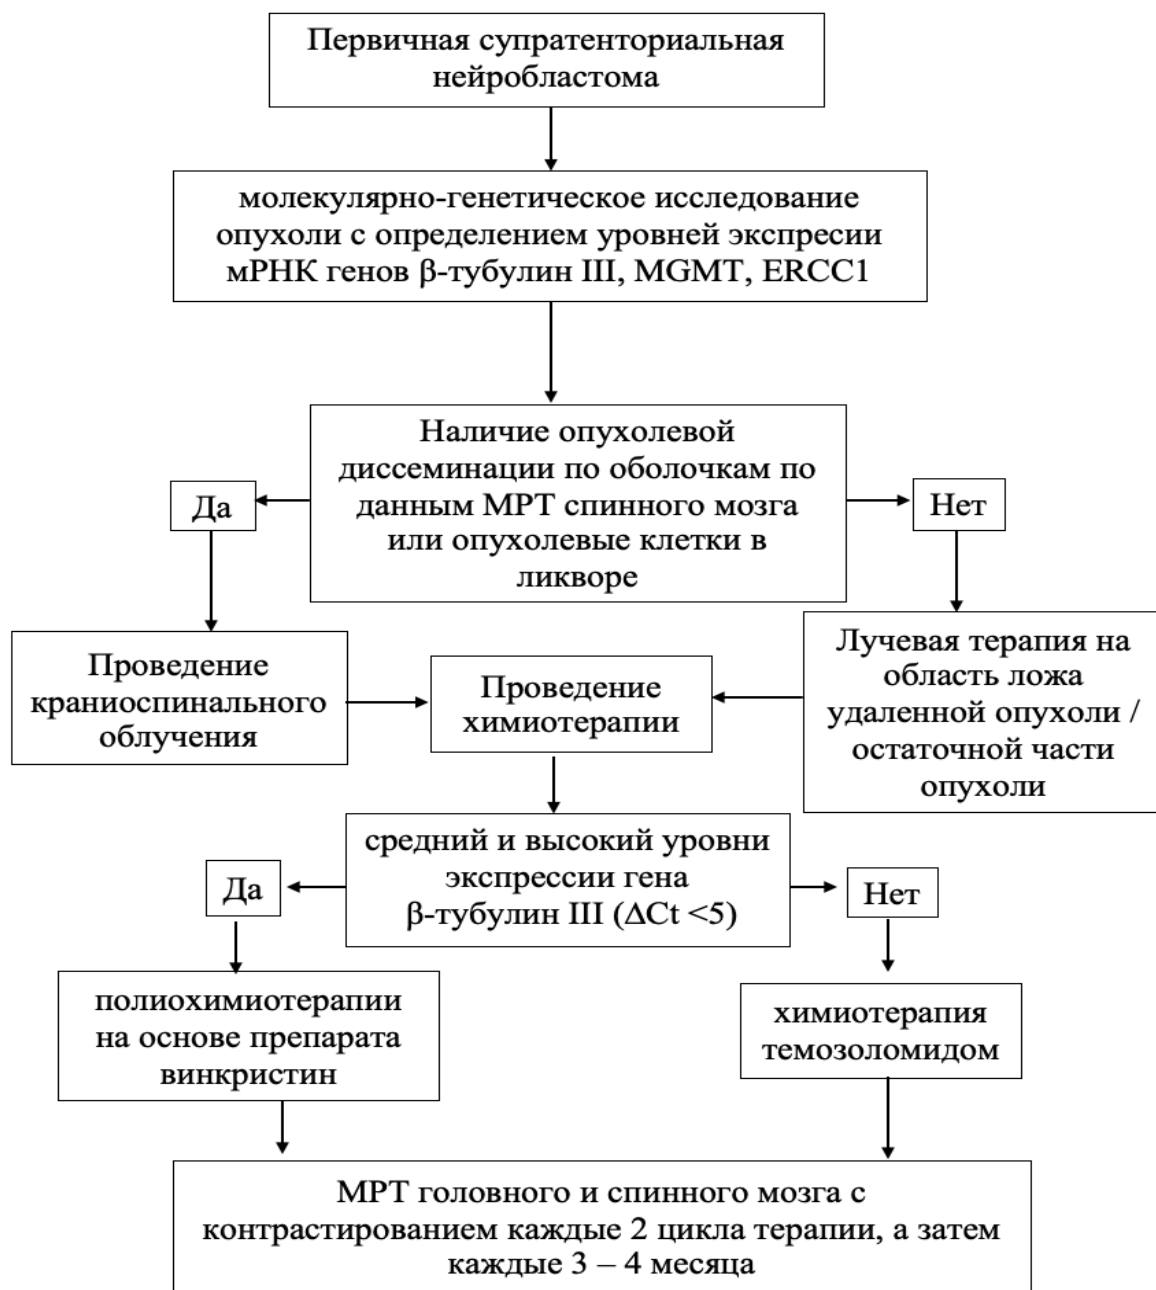 Первичная супратенториальная
нейробластома
молекулярно-генетическое исследование
опухоли с определением уровней экспресии
мРНК генов β-тубулин III, MGMT, ERCC1
Наличие опухолевой
диссеминации по оболочкам по
данным МРТ спинного мозга
или опухолевые клетки в
ликворе
Да
Нет
Проведение
краниоспинального
облучения
Проведение
химиотерапии
Лучевая терапия на
область ложа
удаленной опухоли /
остаточной части
опухоли
средний и высокий уровни
экспрессии гена
β-тубулин III (ΔCt <5)
Да
Нет
полиохимиотерапии
на основе препарата
винкристин
химиотерапия
темозоломидом
МРТ головного и спинного мозга с
контрастированием каждые 2 цикла терапии, а затем
каждые 3 – 4 месяца